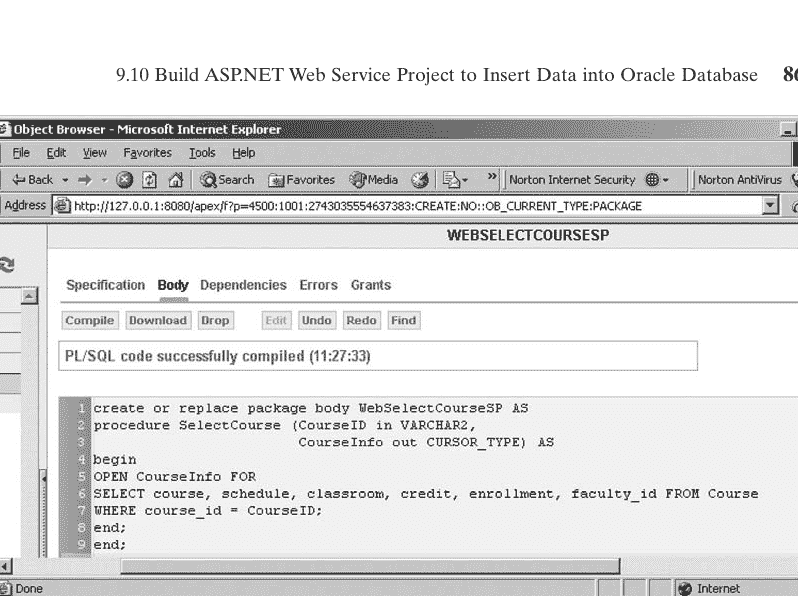 9.10 Build ASP.NET Web Service Project to Insert Data into Oracle Database
Object Browser - Microsoft Internet Explorer
File Edit View Favorites Tools Help
Back Search Favorites Media » Norton Internet Security Norton AntiVirus
Address http://127.0.0.1:8080/apex/f?p=4500:1001:2743035554637383:CREATE:NO::OB_CURRENT_TYPE:PACKAGE
WEBSELECTCOURSESP
Specification Body Dependencies Errors Grants
Compile Download Drop Edit Undo Redo Find
PL/SQL code successfully compiled (11:27:33)
1 create or replace package body WebSelectCourseSP AS
2 procedure SelectCourse (CourseID in VARCHAR2,
3 CourseInfo out CURSOR_TYPE) AS
4 begin
5 OPEN CourseInfo FOR
6 SELECT course, schedule, classroom, credit, enrollment, faculty_id FROM Course
7 WHERE course_id = CourseID;
8 end;
9 end;
Done Internet